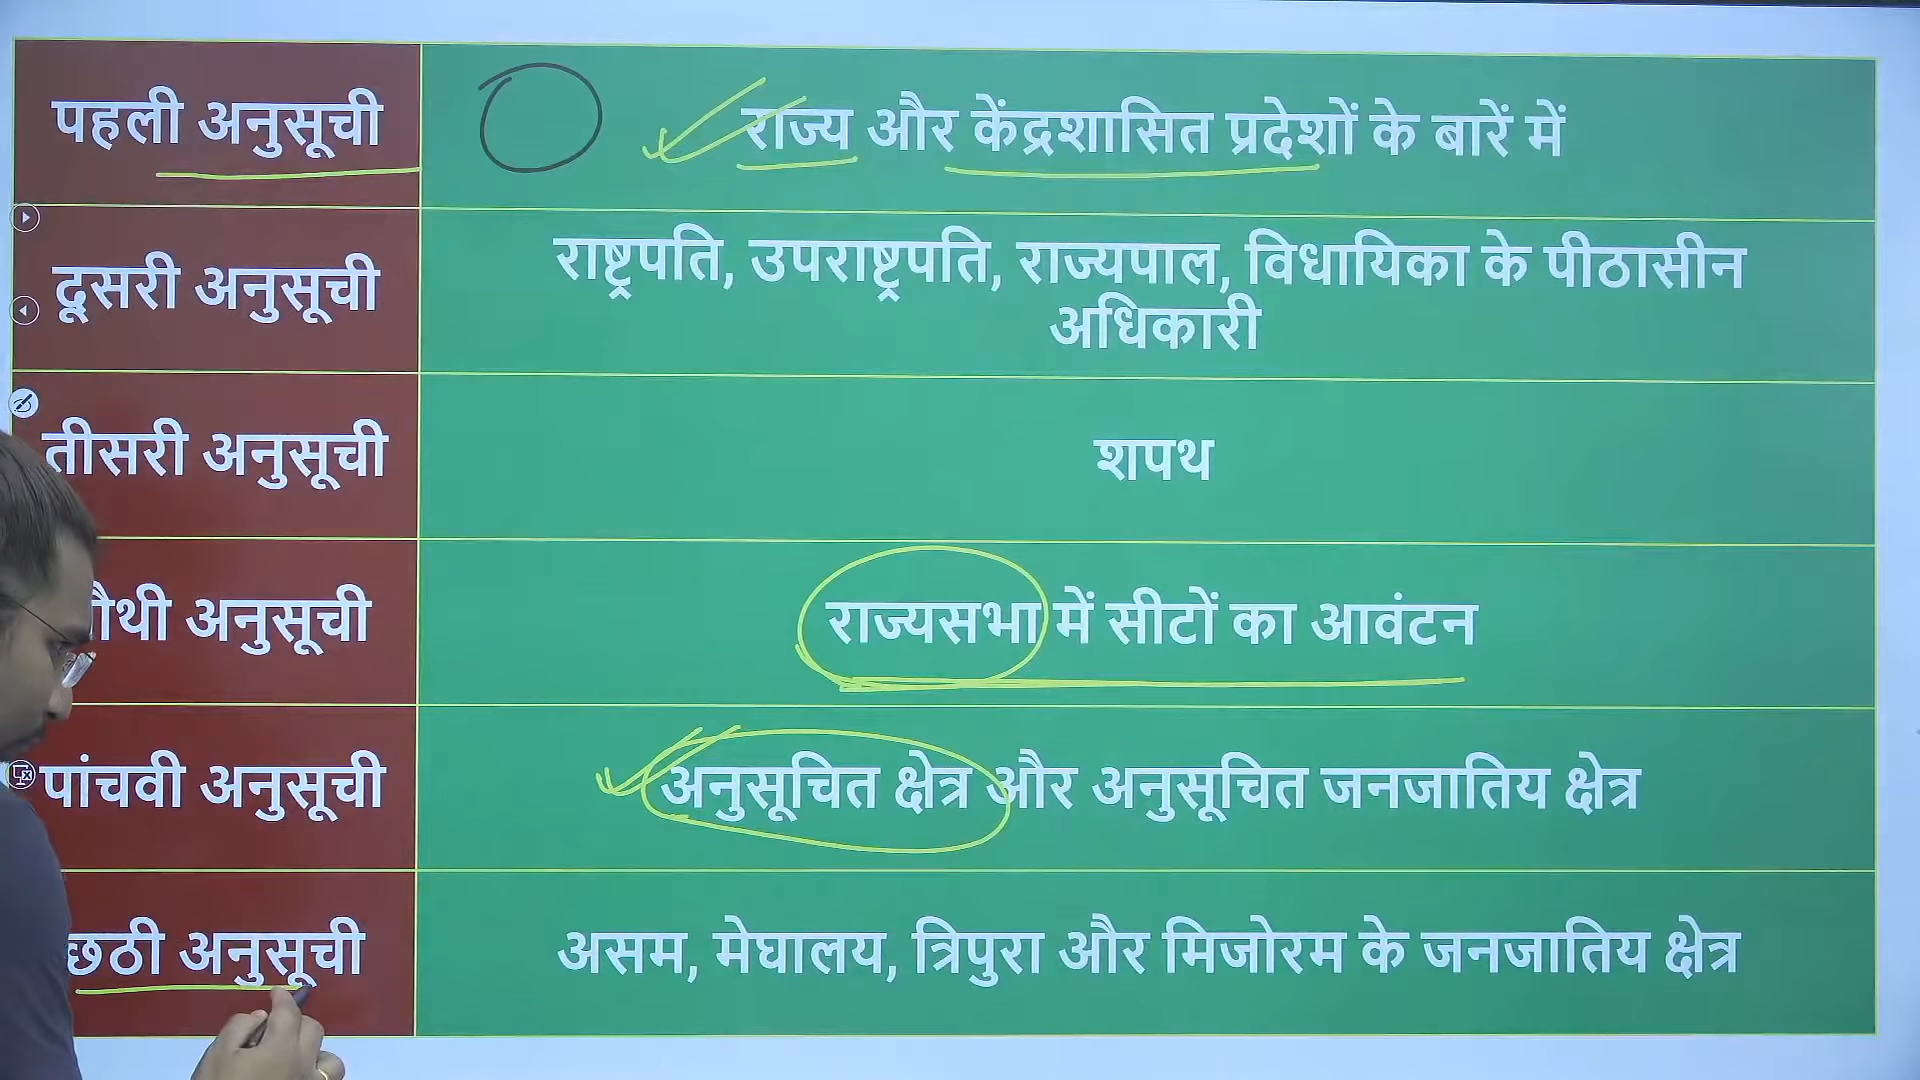 पहली अनुसूची
राज्य और केंद्रशासित प्रदेशों के बारें में
दूसरी अनुसूची
राष्ट्रपति, उपराष्ट्रपति, राज्यपाल, विधायिका के पीठासीन
अधिकारी
तीसरी अनुसूची
शपथ
अनुसूची
राज्यसभा में सीटों का आवंटन
पांचवी अनुसूची
अनुसूचित क्षेत्र और अनुसूचित जनजातिय क्षेत्र
छठी अनुसूची
असम, मेघालय, त्रिपुरा और मिजोरम के जनजातिय क्षेत्र